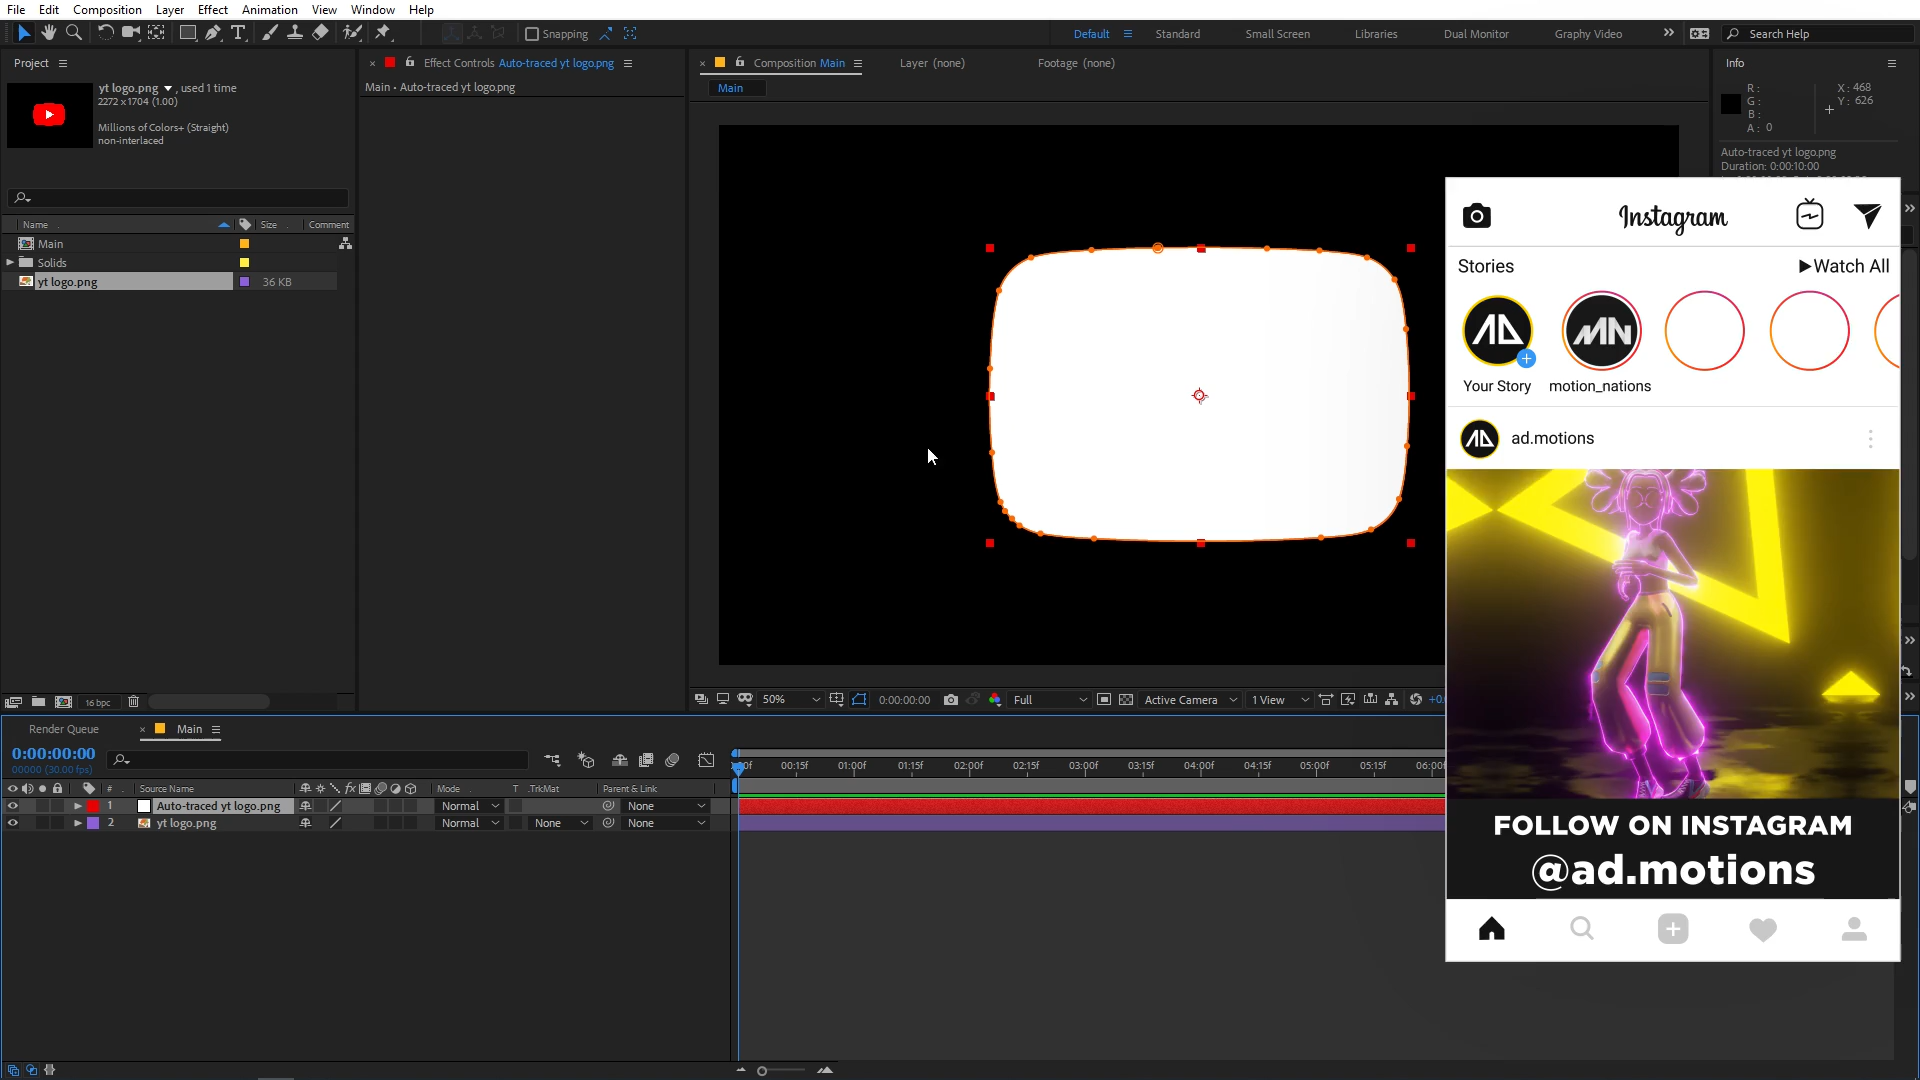 File Edit Composition Layer Effect Animation View Window Help
Snapping
Default Standard Small Screen Libraries Dual Monitor Graphy Video Search Help
Project
yt logo.png , used 1 time
2272 x 1704 (1.00)
Millions of Colors+ (Straight)
non-interlaced
Name Size Comment
Main
Solids
yt logo.png 36 KB
16 bpc
Effect Controls Auto-traced yt logo.png
Main • Auto-traced yt logo.png
Composition Main Layer (none) Footage (none)
Main
Info
R :
G :
B :
A : 0
X : 468
Y : 626
Auto-traced yt logo.png
Duration: 0:00:10:00
Instagram
Stories Watch All
Your Story motion_nations
ad.motions
FOLLOW ON INSTAGRAM
@ad.motions
50% 0:00:00:00 Full Active Camera 1 View
Render Queue Main
0:00:00:00
00000 (30.00 fps)
00:15f 01:00f 01:15f 02:00f 02:15f 03:00f 03:15f 04:00f 04:15f 05:00f 05:15f
# Source Name fx Mode T .TrkMat Parent & Link
1 Auto-traced yt logo.png Normal None
2 yt logo.png Normal None None